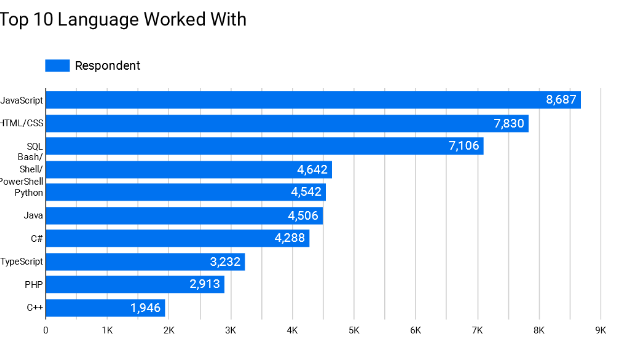 Top 10 Language Worked With
Respondent
JavaScript 8,687
HTML/CSS 7,830
SQL 7,106
Bash/
Shell/ 4,642
PowerShell
Python 4,542
Java 4,506
C# 4,288
TypeScript 3,232
PHP 2,913
C++ 1,946
0 1K 2K 3K 4K 5K 6K 7K 8K 9K